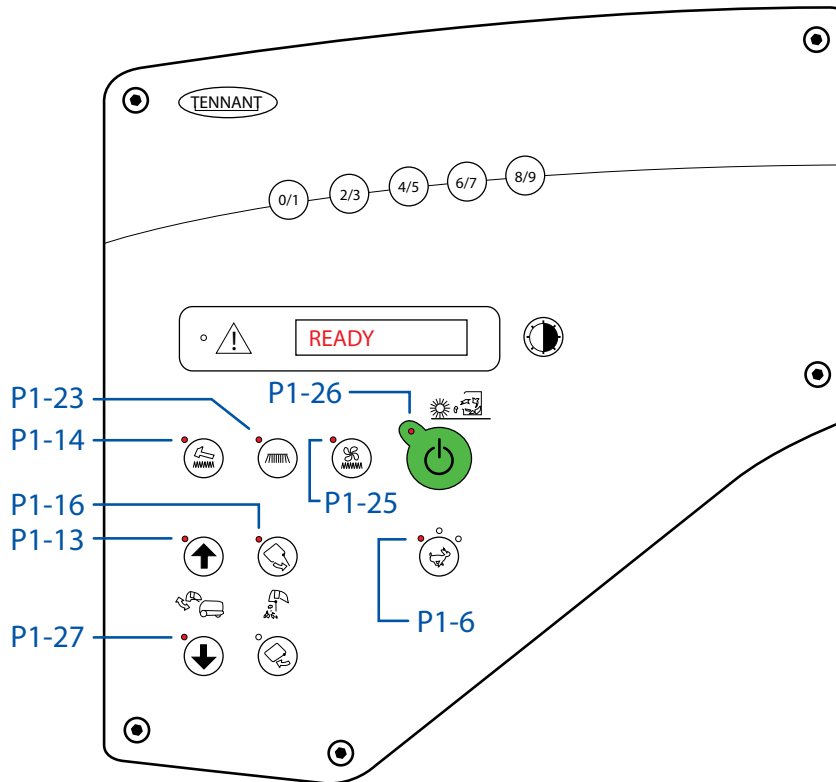 TENNANT
0/1
2/3
4/5
6/7
8/9
READY
P1-23
P1-26
P1-14
P1-25
P1-16
P1-13
P1-6
P1-27